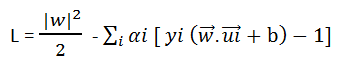 L = |w|²/2 - ∑ᵢ αi [ yi (w⃗.u⃗i + b) − 1]